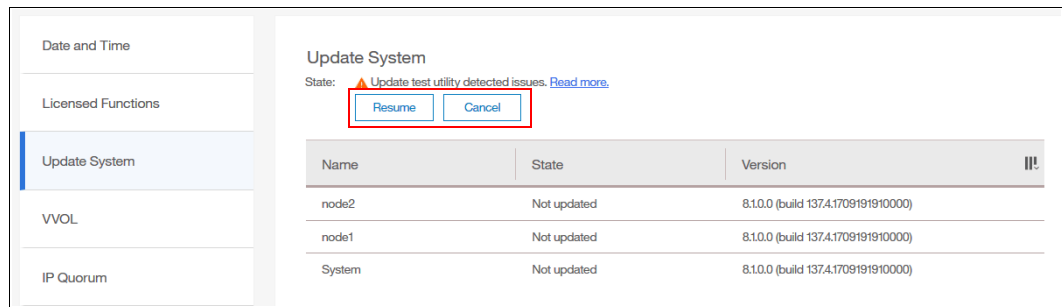 Date and Time
Licensed Functions
Update System
VVOL
IP Quorum
Update System
State: Update test utility detected issues. Read more.
Resume Cancel
Name State Version
node2 Not updated 8.1.0.0 (build 137.4.1709191910000)
node1 Not updated 8.1.0.0 (build 137.4.1709191910000)
System Not updated 8.1.0.0 (build 137.4.1709191910000)